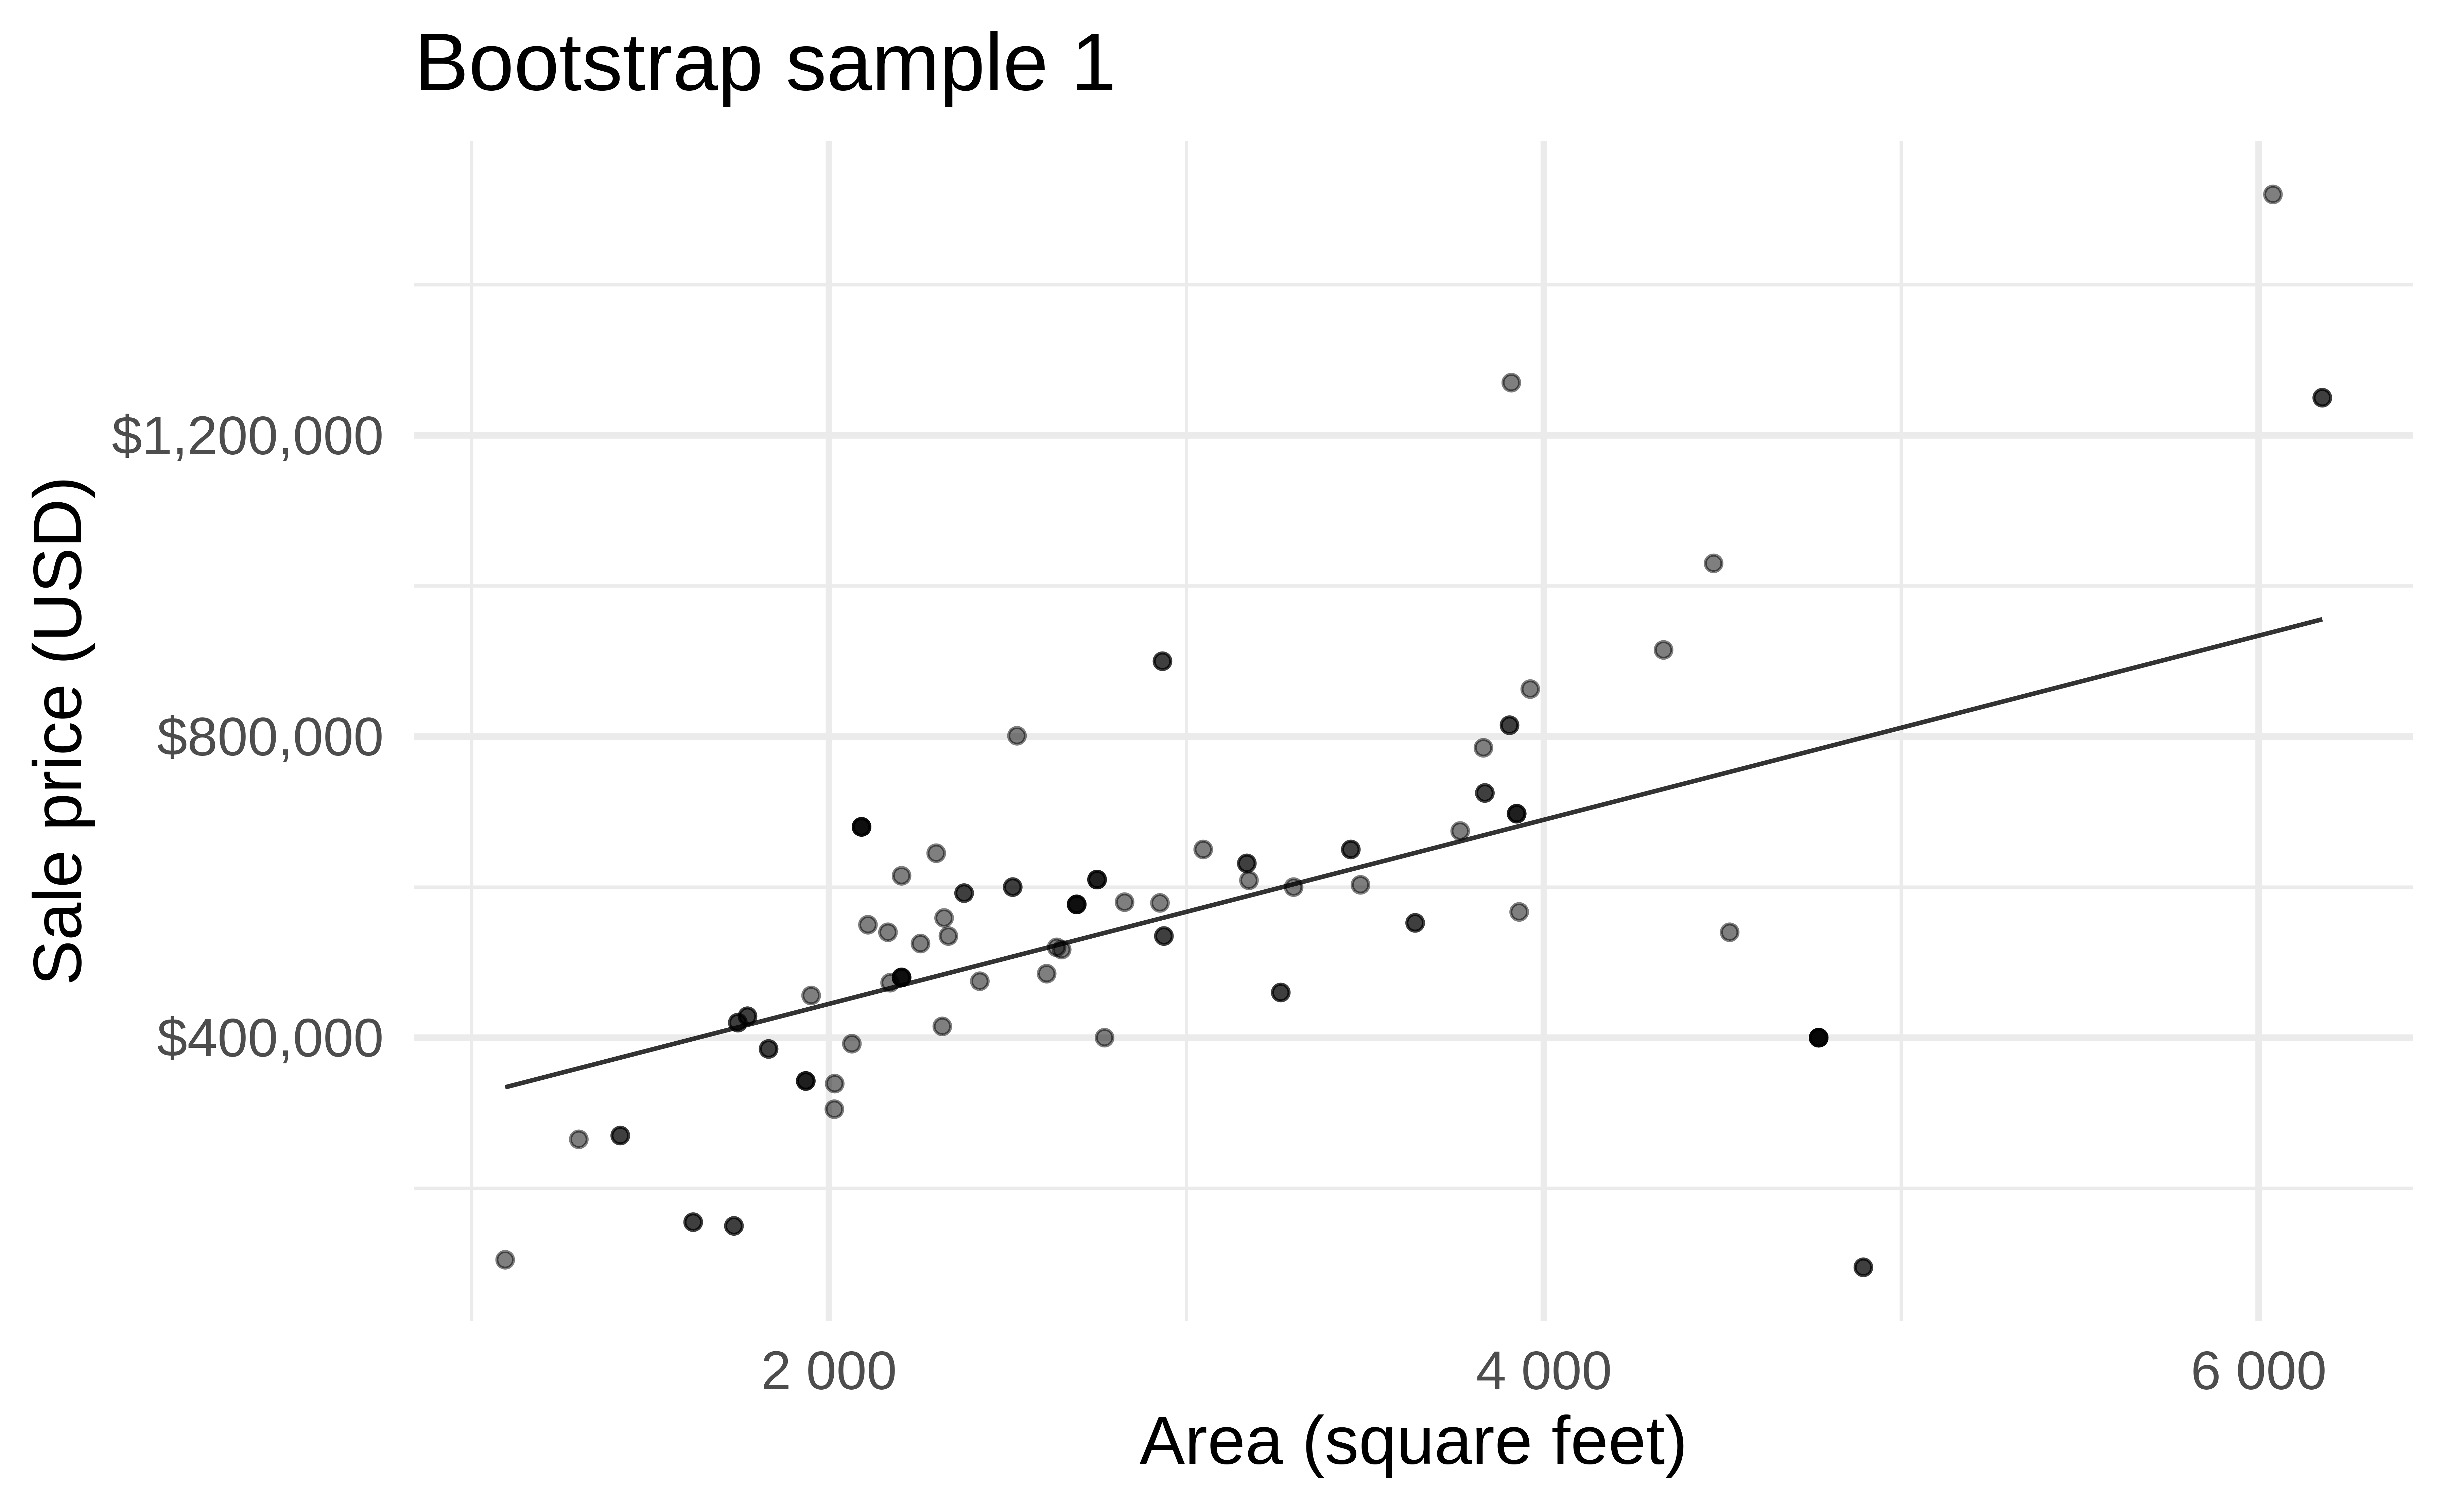 Bootstrap sample 1
Sale price (USD)
$1,200,000
$800,000
$400,000
2 000
4 000
6 000
Area (square feet)